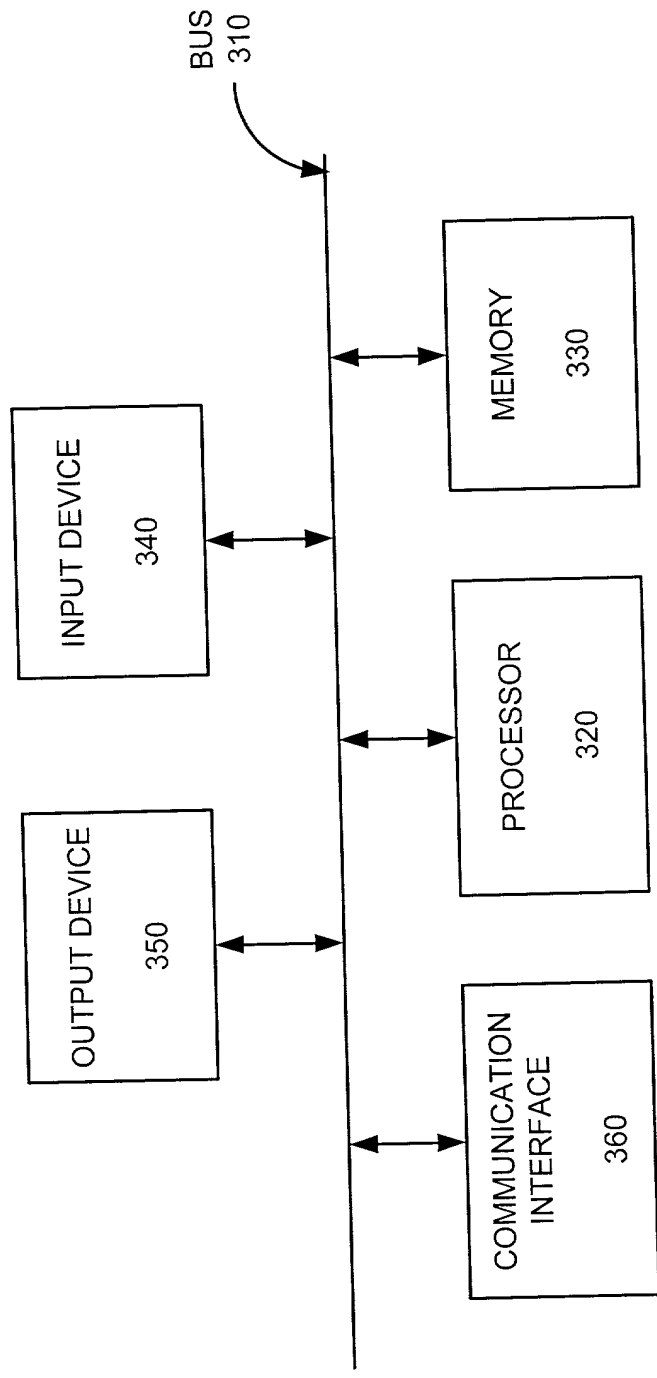 OUTPUT DEVICE
350
INPUT DEVICE
340
BUS
310
COMMUNICATION
INTERFACE
360
PROCESSOR
320
MEMORY
330